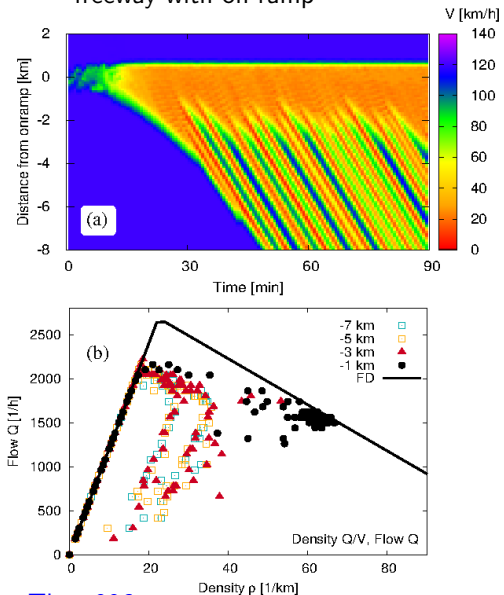 freeway with on-ramp
V [km/h]
2
0
-2
-4
-6
-8
Distance from onramp [km]
(a)
0
30
60
90
Time [min]
140
120
100
80
60
40
20
0
(b)
-7 km
-5 km
-3 km
-1 km
FD
2500
2000
1500
1000
500
0
Flow Q [1/h]
Density Q/V, Flow Q
0
20
40
60
80
Density ρ [1/km]